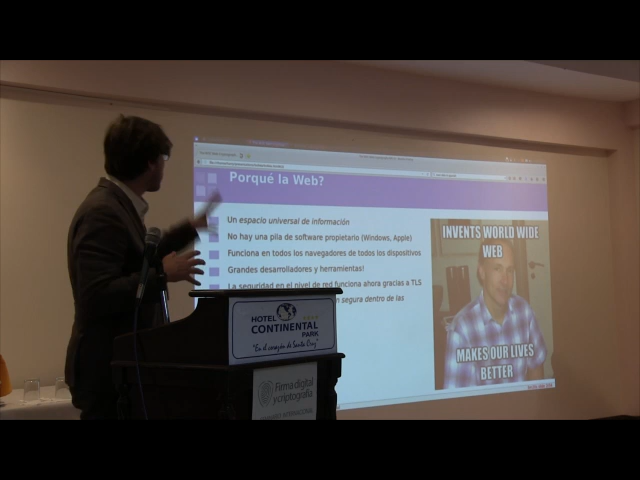 Porqué la Web?
Un espacio universal de información
No hay una pila de software propietario (Windows, Apple)
Funciona en todos los navegadores de todos los dispositivos
Grandes desarrolladores y herramientas!
La seguridad en el nivel de red funciona ahora gracias a TLS
segura dentro de las
INVENTS WORLD WIDE
WEB
MAKES OUR LIVES
BETTER
HOTEL
CONTINENTAL
PARK
"En el corazón de Santa Cruz"
Firma digital
y criptografía